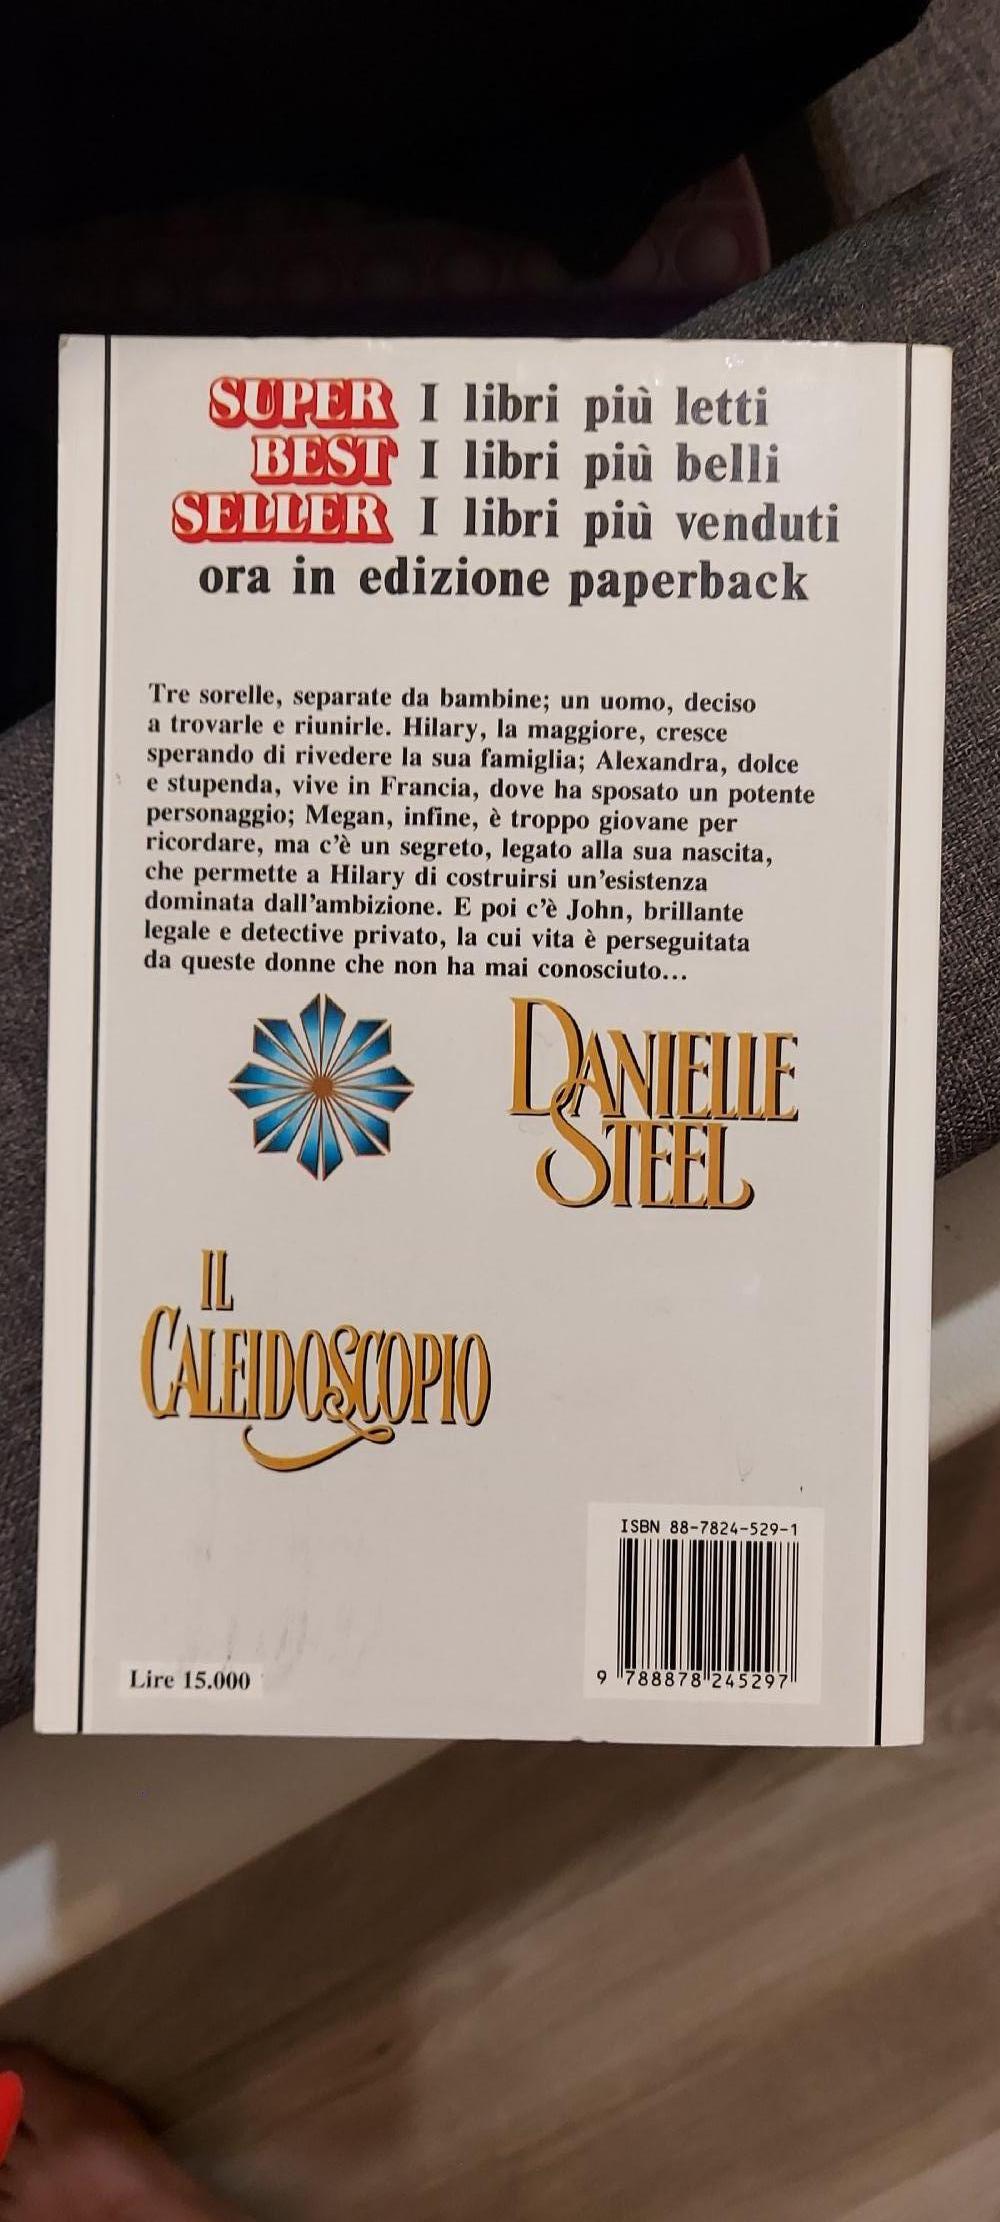 SUPER I libri più letti
BEST I libri più belli
SELLER I libri più venduti
ora in edizione paperback
Tre sorelle, separate da bambine; un uomo, deciso
a trovarle e riunirle. Hilary, la maggiore, cresce
sperando di rivedere la sua famiglia; Alexandra, dolce
e stupenda, vive in Francia, dove ha sposato un potente
personaggio; Megan, infine, è troppo giovane per
ricordare, ma c'è un segreto, legato alla sua nascita,
che permette a Hilary di costruirsi un'esistenza
dominata dall'ambizione. E poi c'è John, brillante
legale e detective privato, la cui vita è perseguitata
da queste donne che non ha mai conosciuto...
DANIELLE
STEEL
IL
CALEIDOSCOPIO
ISBN 88-7824-529-1
9 788878 245297
Lire 15.000